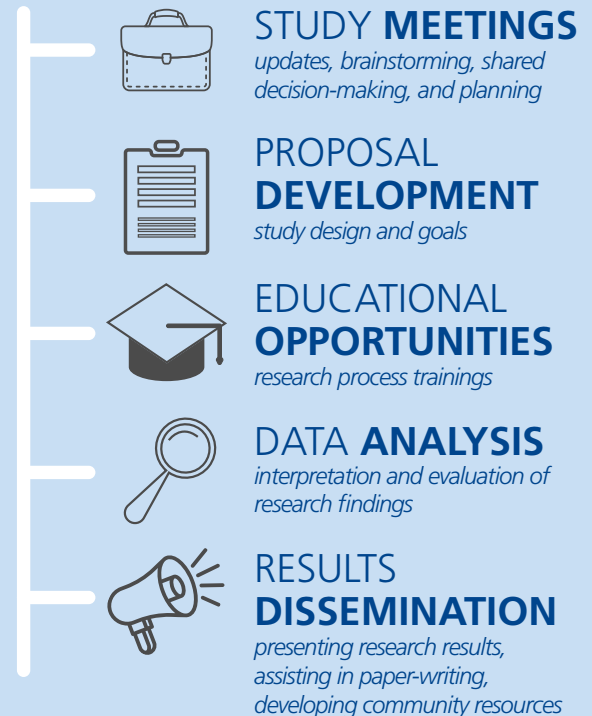 STUDY MEETINGS
updates, brainstorming, shared
decision-making, and planning
PROPOSAL
DEVELOPMENT
study design and goals
EDUCATIONAL
OPPORTUNITIES
research process trainings
DATA ANALYSIS
interpretation and evaluation of
research findings
RESULTS
DISSEMINATION
presenting research results,
assisting in paper-writing,
developing community resources